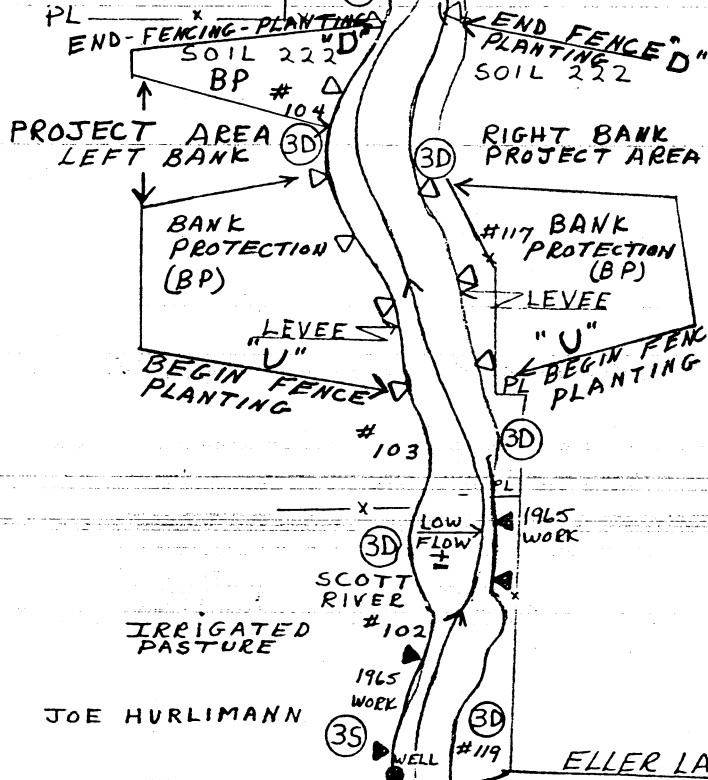 PL
END-FENCING-PLANTING
"D"
SOIL 222
BP
#104
END FENCE "D"
PLANTING
SOIL 222
PROJECT AREA
LEFT BANK
3D
3D
RIGHT BANK
PROJECT AREA
BANK
PROTECTION
(BP)
#117
BANK
PROTECTION
(BP)
LEVEE
LEVEE
"U"
"U"
BEGIN FENCE
PLANTING
PL
BEGIN FENC
PLANTING
#103
3D
PL
1965
WORK
LOW
FLOW
±
3D
SCOTT
RIVER
#102
IRRIGATED
PASTURE
1965
WORK
JOE HURLIMANN
3S
WELL
3D
#119
ELLER LA